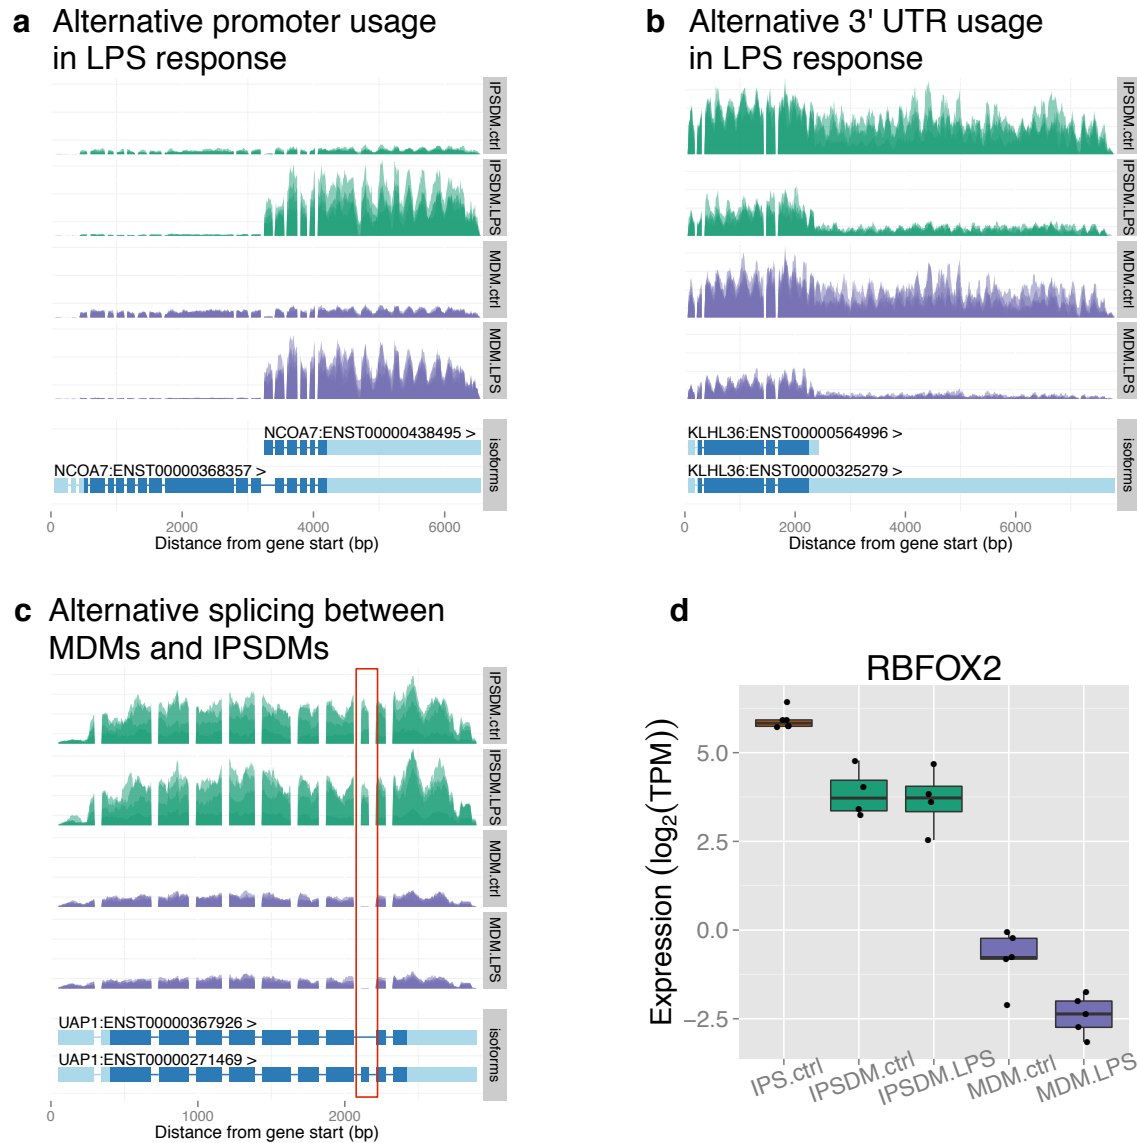 a Alternative promoter usage
in LPS response
IPSDM.ctrl
IPSDM.LPS
MDM.ctrl
MDM.LPS
isoforms
NCOA7:ENST00000438495 >
NCOA7:ENST00000368357 >
0 2000 4000 6000
Distance from gene start (bp)
b Alternative 3' UTR usage
in LPS response
IPSDM.ctrl
IPSDM.LPS
MDM.ctrl
MDM.LPS
isoforms
KLHL36:ENST00000564996 >
KLHL36:ENST00000325279 >
0 2000 4000 6000
Distance from gene start (bp)
c Alternative splicing between
MDMs and IPSDMs
IPSDM.ctrl
IPSDM.LPS
MDM.ctrl
MDM.LPS
isoforms
UAP1:ENST00000367926 >
UAP1:ENST00000271469 >
0 1000 2000
Distance from gene start (bp)
d
RBFOX2
Expression (log₂(TPM))
5.0
2.5
0.0
−2.5
IPS.ctrl IPSDM.ctrl IPSDM.LPS MDM.ctrl MDM.LPS